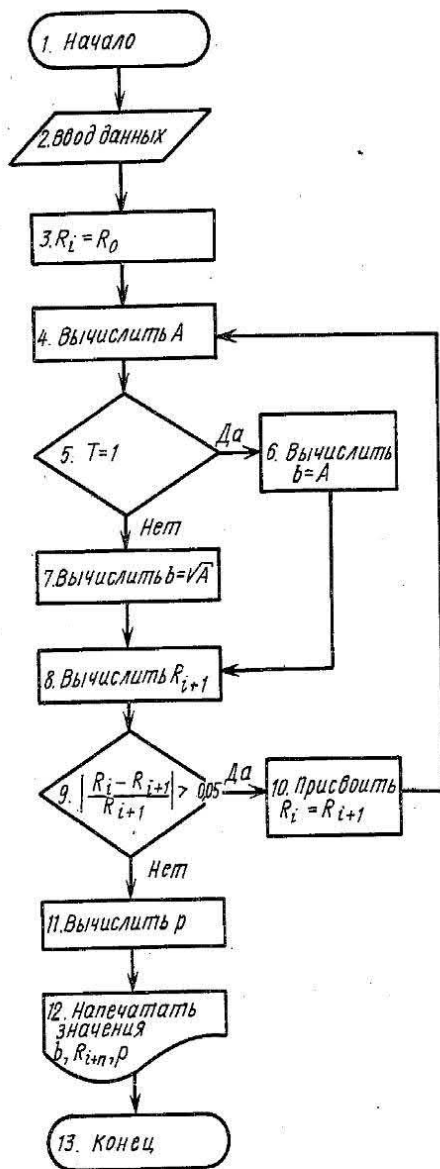 1. Начало
2. Ввод данных
3. R_i = R_0
4. Вычислить A
5. T=1
Да
6. Вычислить
b=A
Нет
7. Вычислить b=√A
8. Вычислить R_{i+1}
9. |(R_i − R_{i+1})/R_{i+1}| > 0,05
Да
10. Присвоить
R_i = R_{i+1}
Нет
11. Вычислить p
12. Напечатать
значения
b, R_{i+n}, p
13. Конец